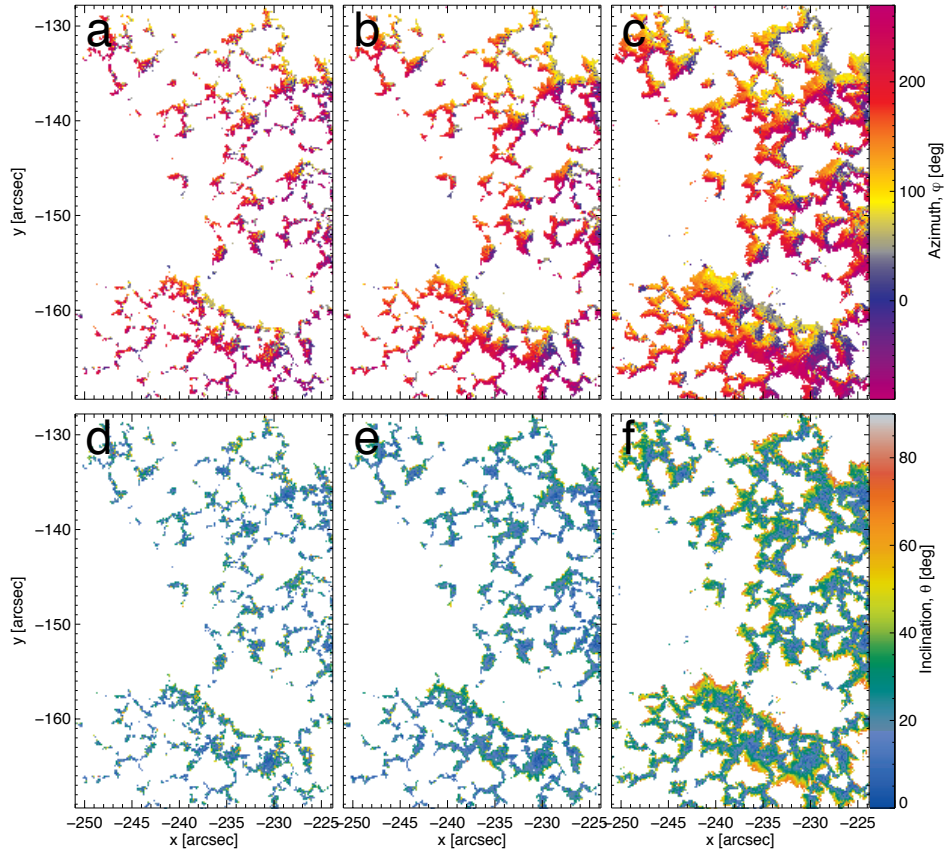 a
b
c
−130
−140
−150
−160
y [arcsec]
200
100
0
Azimuth, φ [deg]
d
e
f
−130
−140
−150
−160
y [arcsec]
80
60
40
20
0
Inclination, θ [deg]
−250 −245 −240 −235 −230 −225
−250 −245 −240 −235 −230 −225
−250 −245 −240 −235 −230 −225
x [arcsec]
x [arcsec]
x [arcsec]